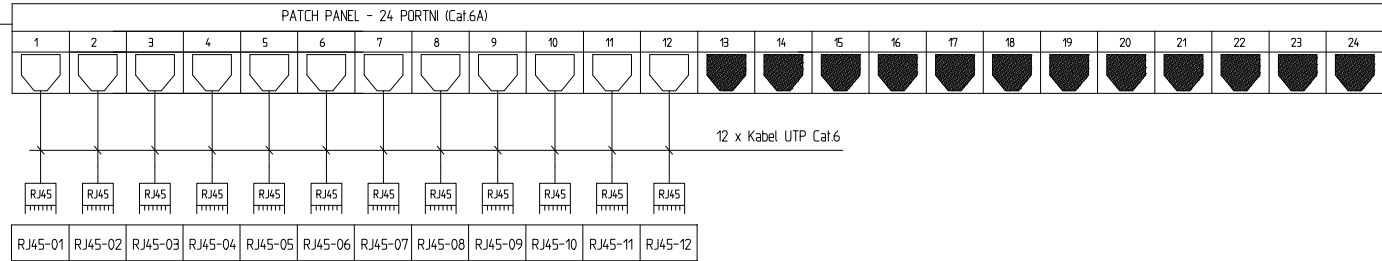 PATCH PANEL - 24 PORTNI (Cat.6A)
1 2 3 4 5 6 7 8 9 10 11 12 13 14 15 16 17 18 19 20 21 22 23 24
12 x Kabel UTP Cat.6
RJ45 RJ45 RJ45 RJ45 RJ45 RJ45 RJ45 RJ45 RJ45 RJ45 RJ45 RJ45
RJ45-01 RJ45-02 RJ45-03 RJ45-04 RJ45-05 RJ45-06 RJ45-07 RJ45-08 RJ45-09 RJ45-10 RJ45-11 RJ45-12